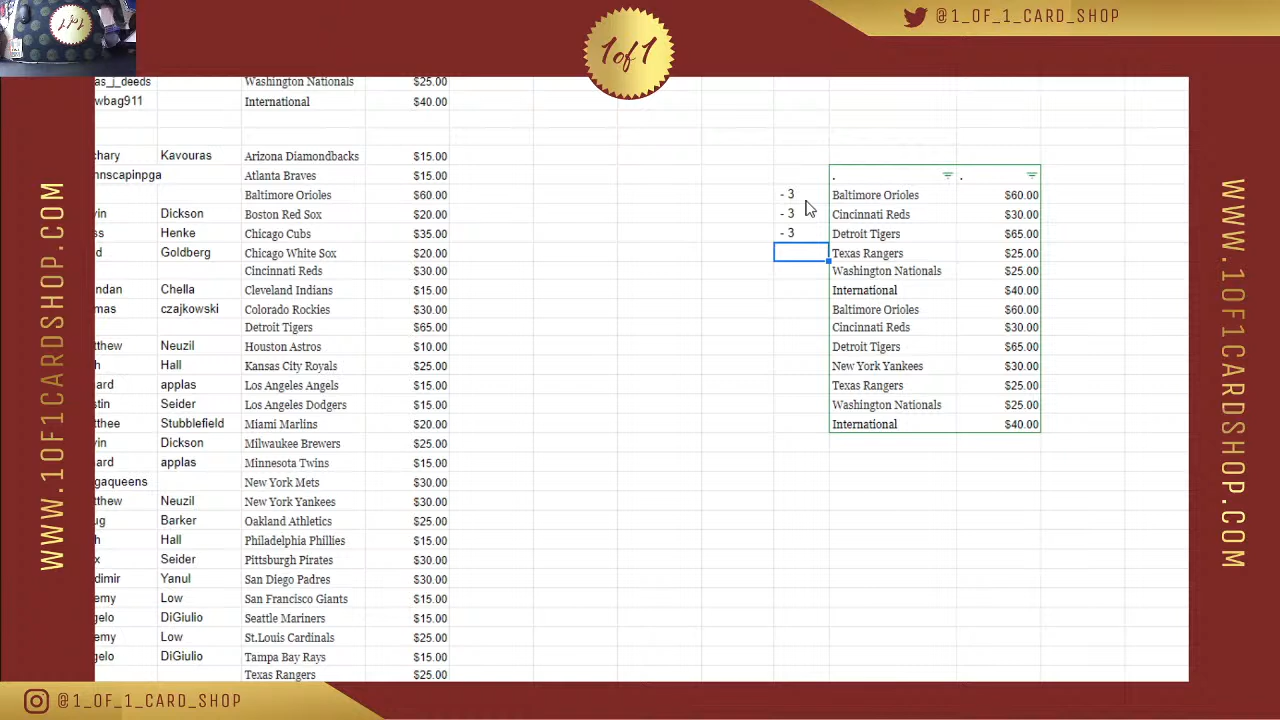 1of1
1of1
@1_OF_1_CARD_SHOP
WWW.1OF1CARDSHOP.COM
as_j_deeds Washington Nationals $25.00
wbag911 International $40.00
chary Kavouras Arizona Diamondbacks $15.00
nnscapinpga Atlanta Braves $15.00
Baltimore Orioles $60.00
vin Dickson Boston Red Sox $20.00
ss Henke Chicago Cubs $35.00
d Goldberg Chicago White Sox $20.00
Cincinnati Reds $30.00
ndan Chella Cleveland Indians $15.00
mas czajkowski Colorado Rockies $30.00
Detroit Tigers $65.00
tthew Neuzil Houston Astros $10.00
h Hall Kansas City Royals $25.00
ard applas Los Angeles Angels $15.00
tin Seider Los Angeles Dodgers $15.00
tthee Stubblefield Miami Marlins $20.00
vin Dickson Milwaukee Brewers $25.00
ard applas Minnesota Twins $15.00
gaqueens New York Mets $30.00
tthew Neuzil New York Yankees $30.00
ug Barker Oakland Athletics $25.00
h Hall Philadelphia Phillies $15.00
x Seider Pittsburgh Pirates $30.00
dimir Yanul San Diego Padres $30.00
emy Low San Francisco Giants $15.00
gelo DiGiulio Seattle Mariners $15.00
emy Low St.Louis Cardinals $25.00
gelo DiGiulio Tampa Bay Rays $15.00
Texas Rangers $25.00
. .
- 3 Baltimore Orioles $60.00
- 3 Cincinnati Reds $30.00
- 3 Detroit Tigers $65.00
Texas Rangers $25.00
Washington Nationals $25.00
International $40.00
Baltimore Orioles $60.00
Cincinnati Reds $30.00
Detroit Tigers $65.00
New York Yankees $30.00
Texas Rangers $25.00
Washington Nationals $25.00
International $40.00
WWW.1OF1CARDSHOP.COM
@1_OF_1_CARD_SHOP